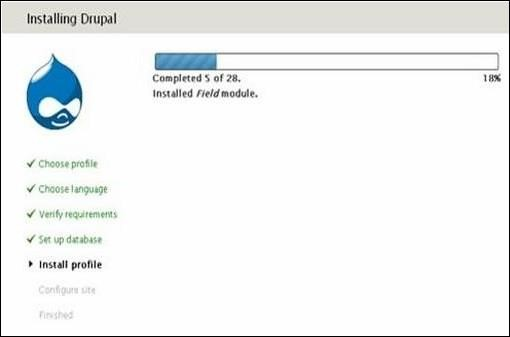 Installing Drupal
Completed 5 of 28.
18%
Installed Field module.
Choose profile
Choose language
Verify requirements
Set up database
Install profile
Configure site
Finished